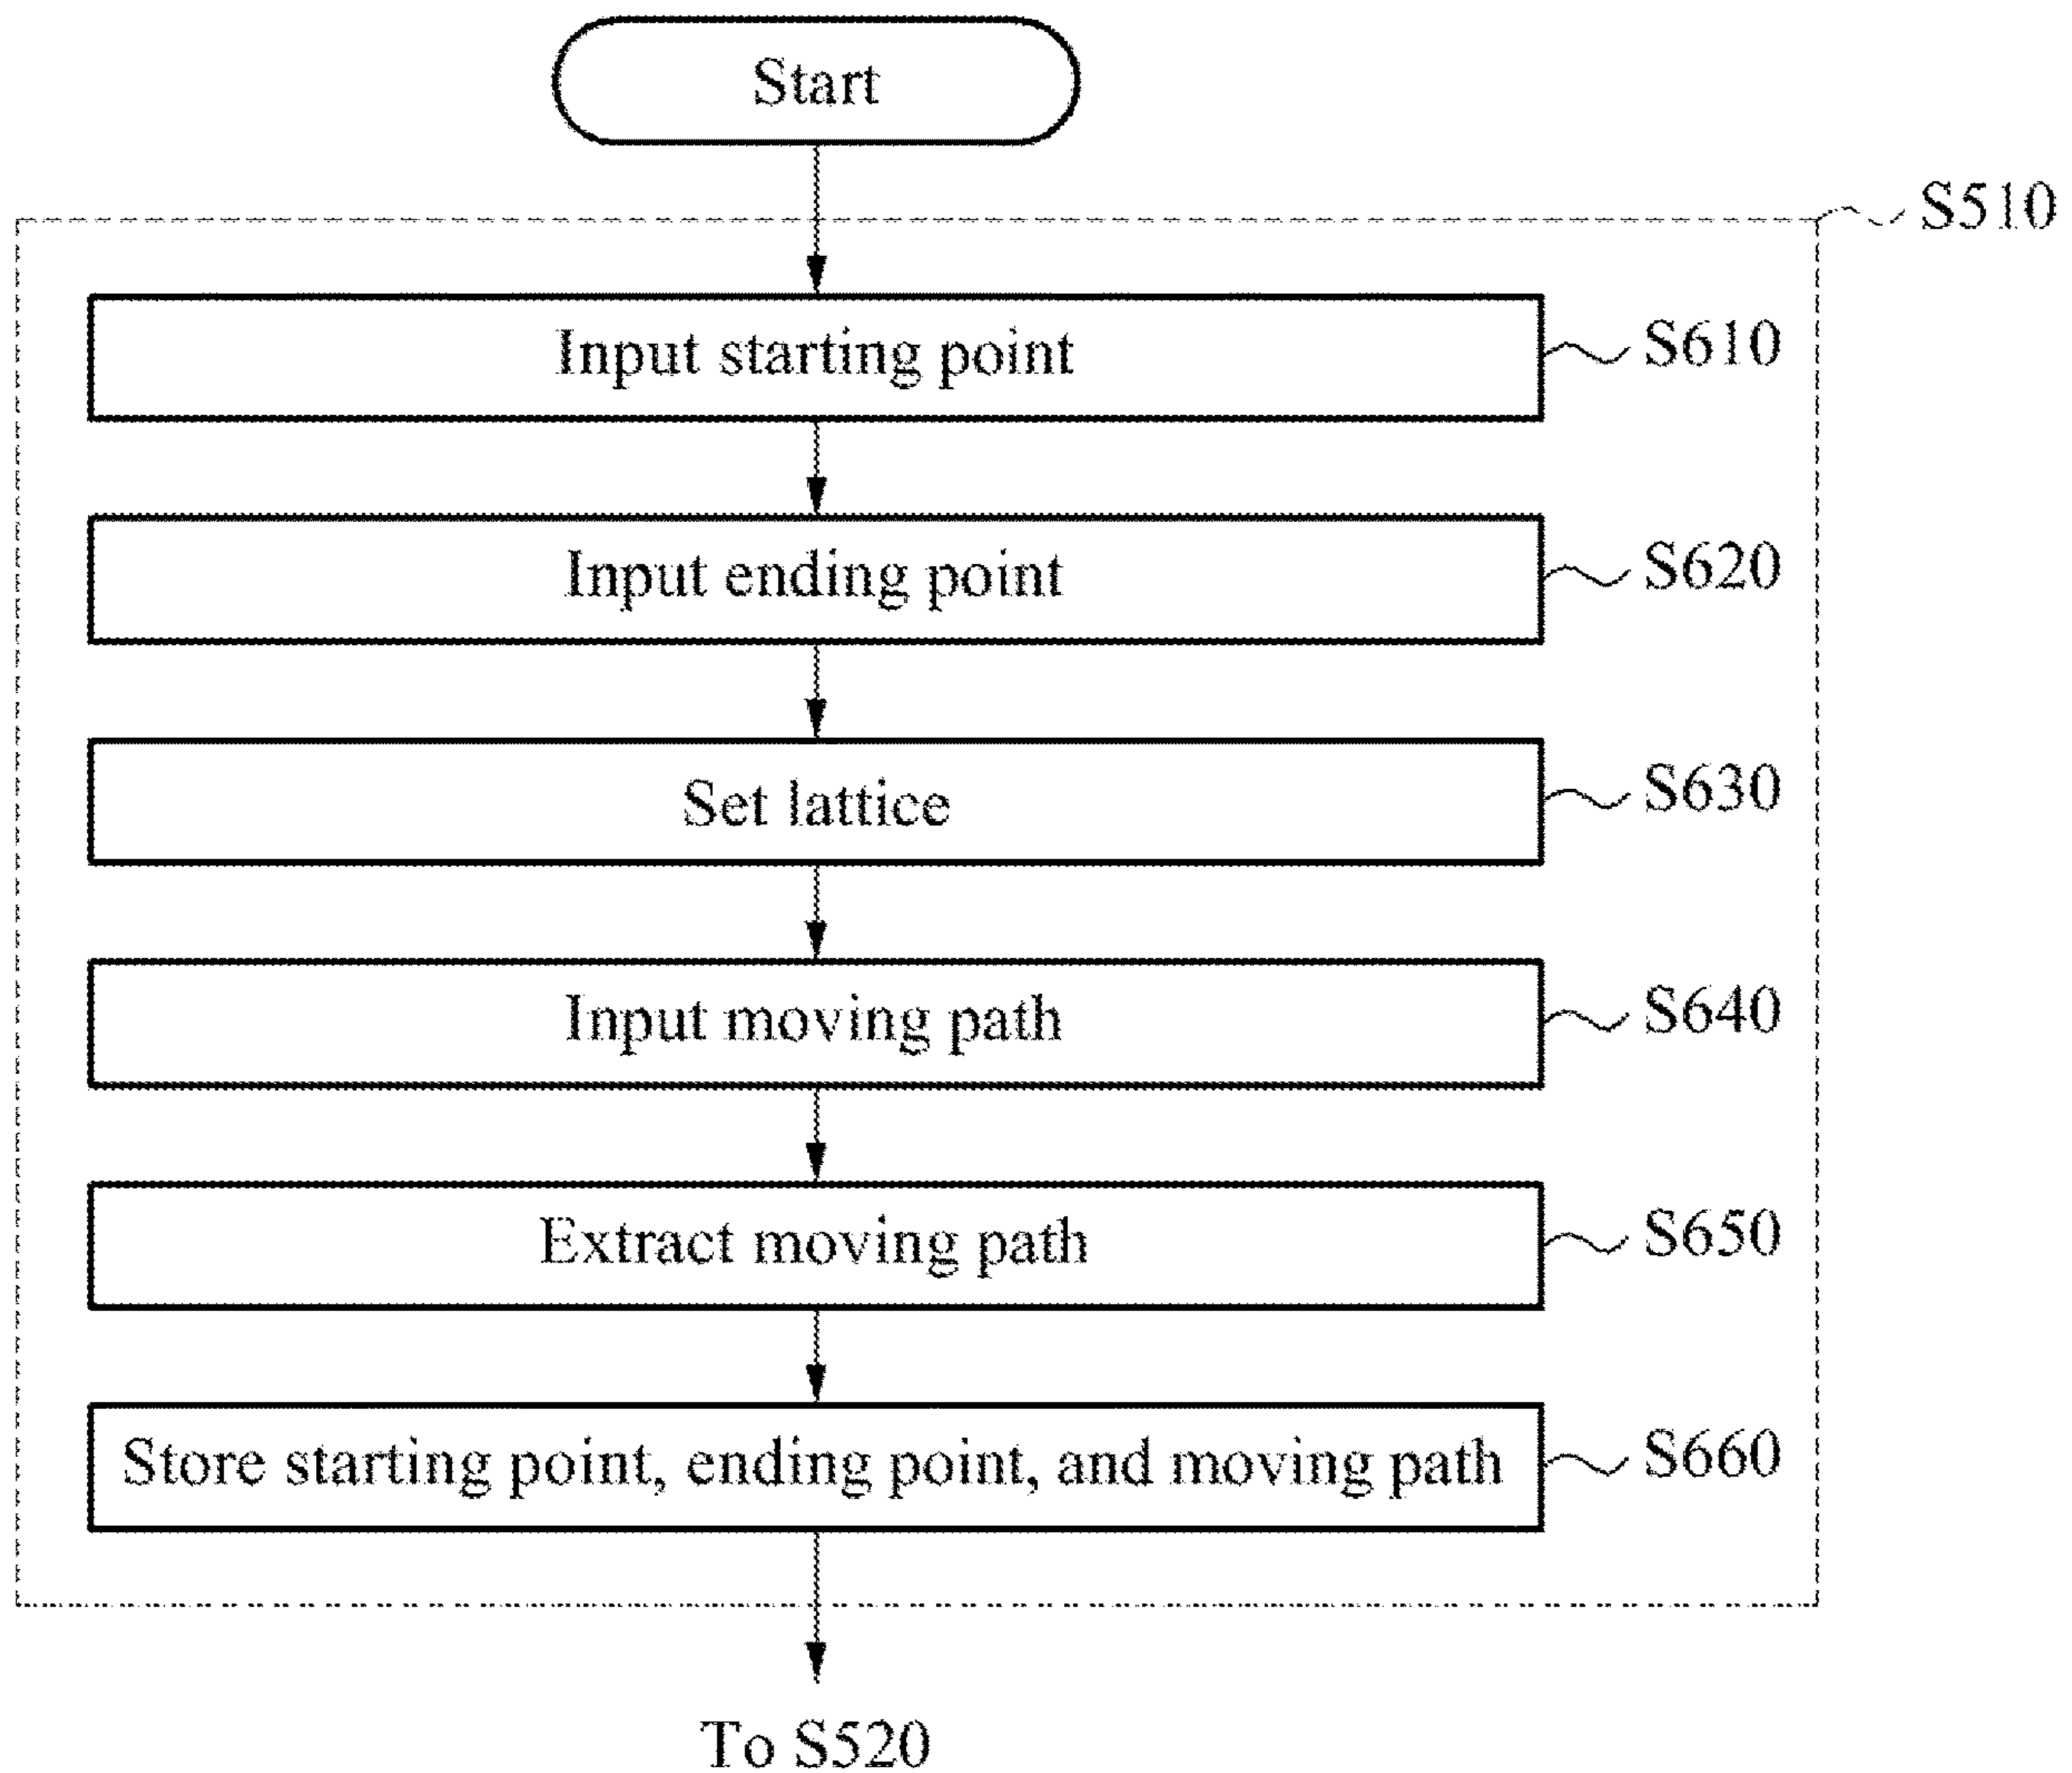 Start
S510
Input starting point
S610
Input ending point
S620
Set lattice
S630
Input moving path
S640
Extract moving path
S650
Store starting point, ending point, and moving path
S660
To S520